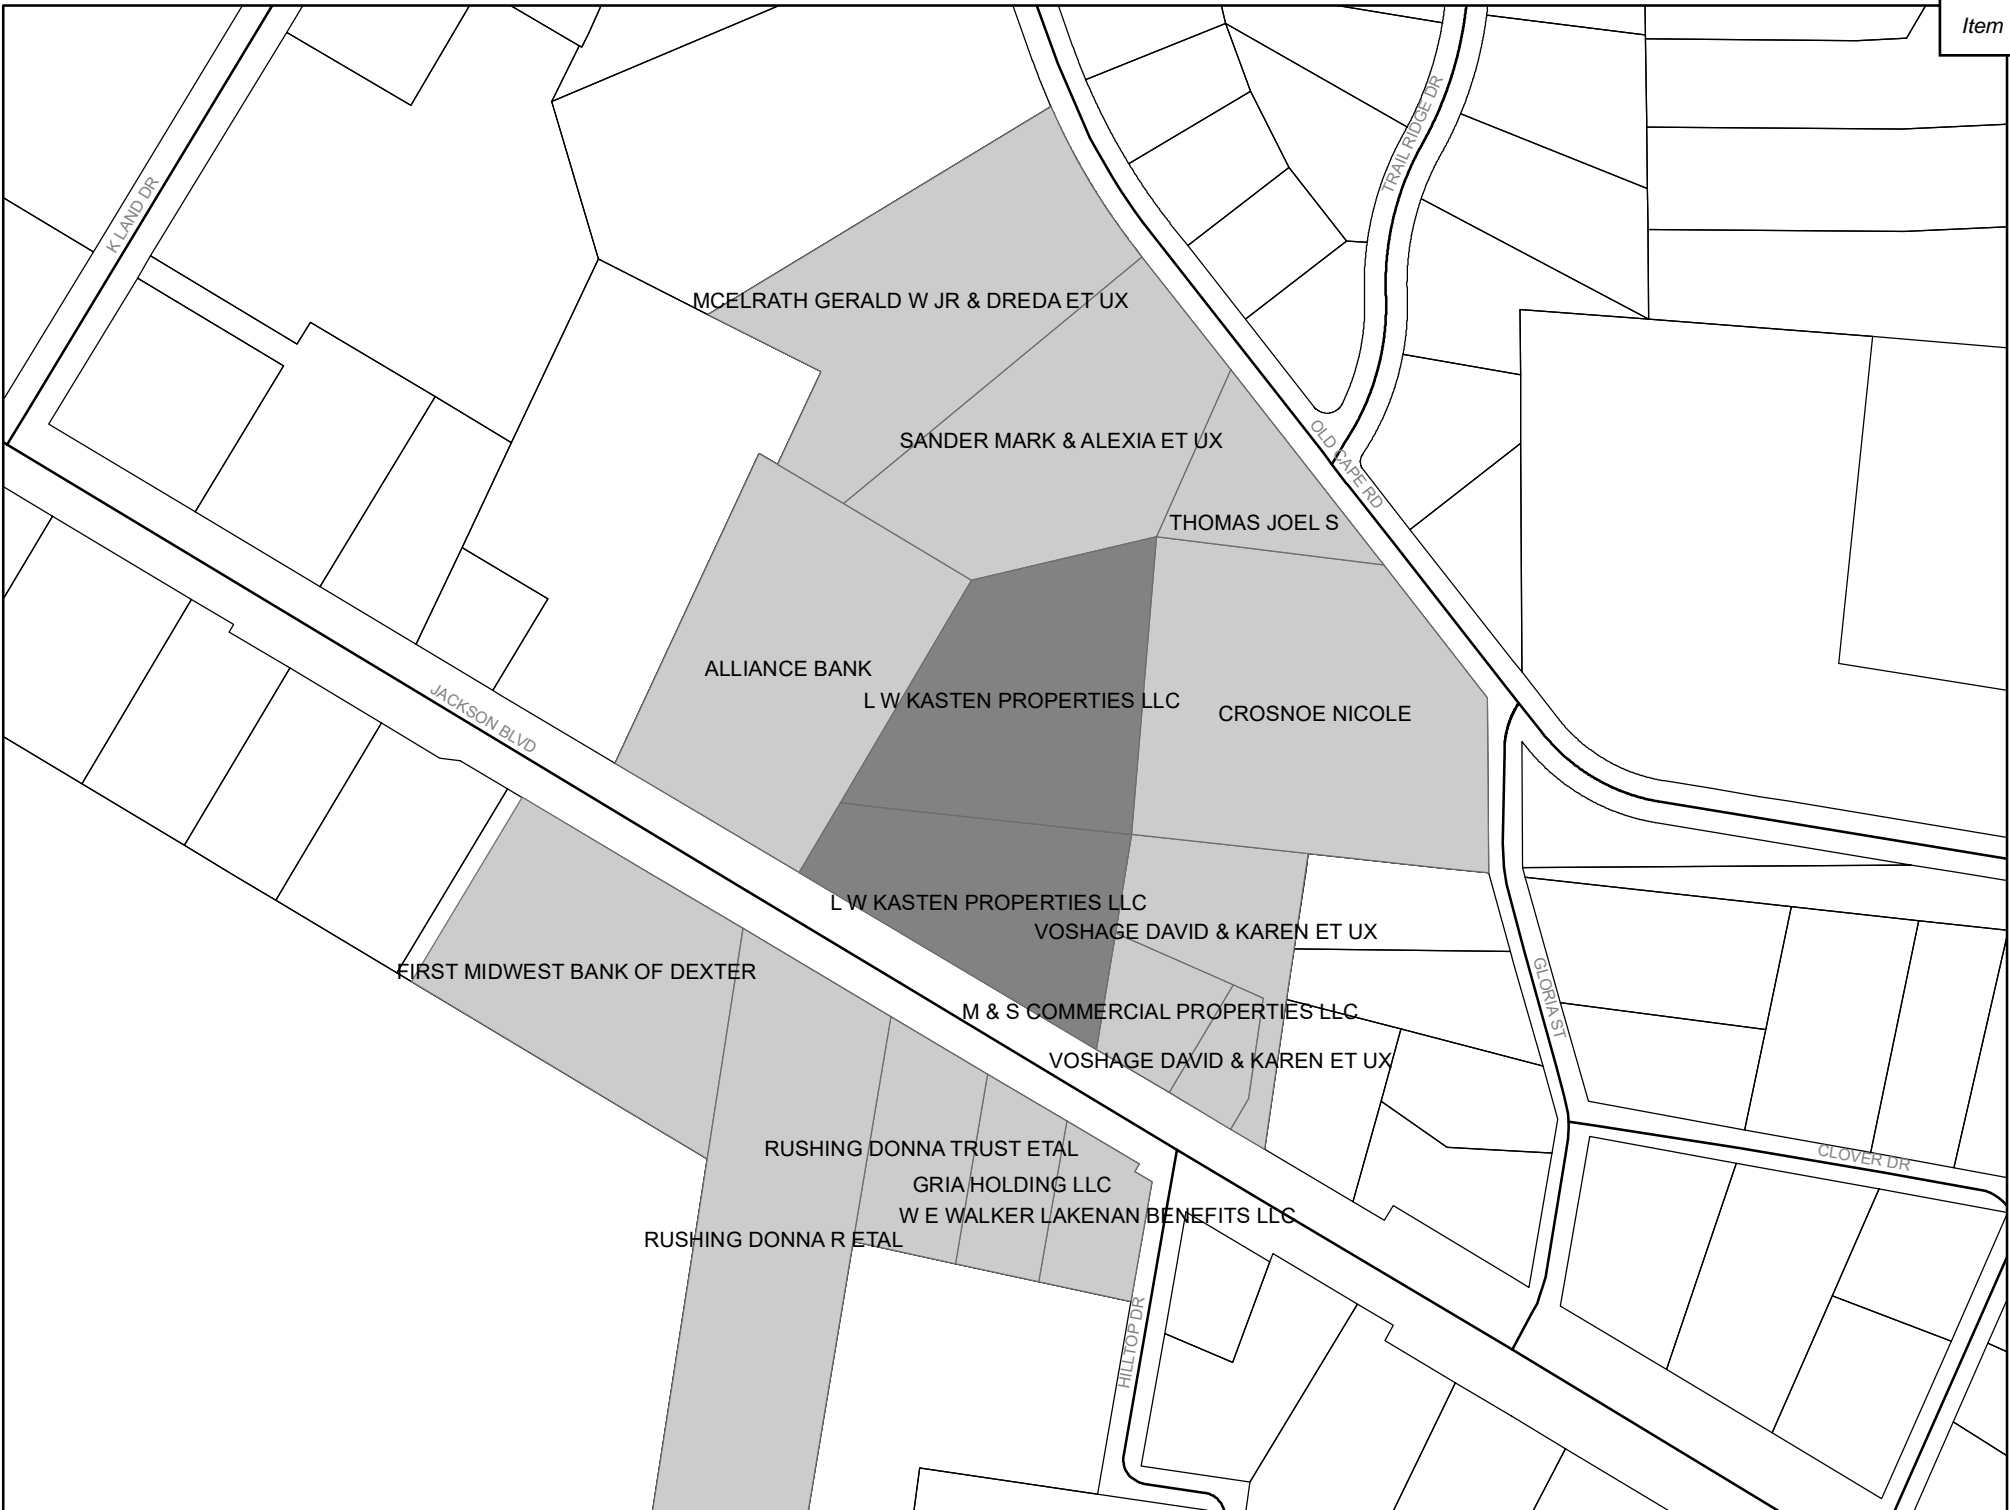 Item
TRAIL RIDGE DR
K LAND DR
MCELRATH GERALD W JR & DREDA ET UX
SANDER MARK & ALEXIA ET UX
OLD CAPE RD
THOMAS JOEL S
ALLIANCE BANK
L W KASTEN PROPERTIES LLC
CROSNOE NICOLE
JACKSON BLVD
L W KASTEN PROPERTIES LLC
VOSHAGE DAVID & KAREN ET UX
FIRST MIDWEST BANK OF DEXTER
GLORIA ST
M & S COMMERCIAL PROPERTIES LLC
VOSHAGE DAVID & KAREN ET UX
RUSHING DONNA TRUST ETAL
CLOVER DR
GRIA HOLDING LLC
W E WALKER LAKENAN BENEFITS LLC
RUSHING DONNA R ETAL
HILLTOP DR